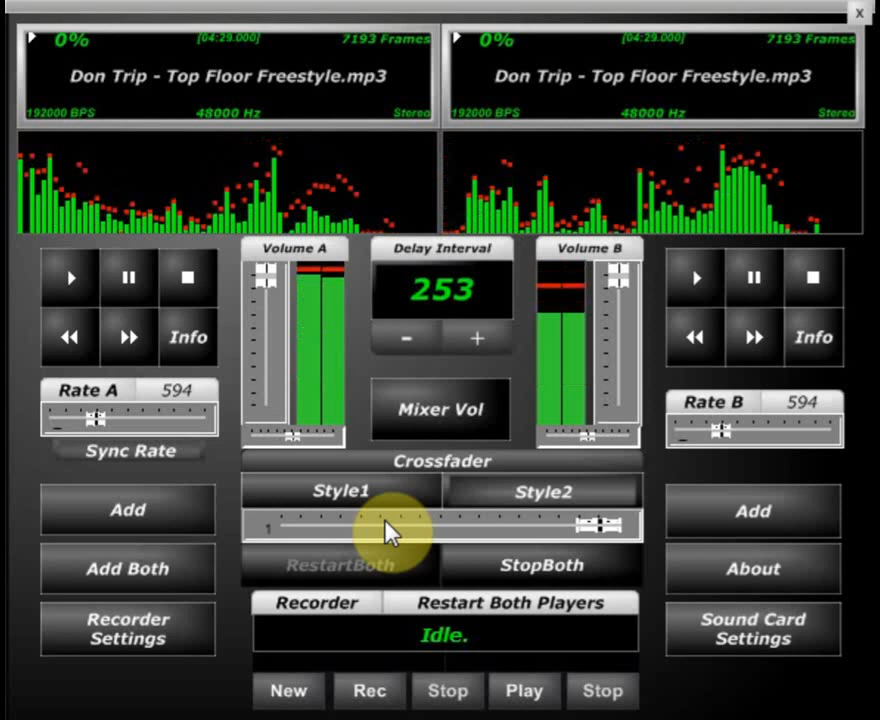 x
0% [04:29.000] 7193 Frames
Don Trip - Top Floor Freestyle.mp3
192000 BPS 48000 Hz Stereo
0% [04:29.000] 7193 Frames
Don Trip - Top Floor Freestyle.mp3
192000 BPS 48000 Hz Stereo
Volume A
Delay Interval
Volume B
253
- +
Info
Info
Mixer Vol
Rate A 594
Rate B 594
Sync Rate
Crossfader
Style1 Style2
1
Add
Add Both
Recorder
Settings
RestartBoth StopBoth
Add
About
Sound Card
Settings
Recorder Restart Both Players
Idle.
New Rec Stop Play Stop